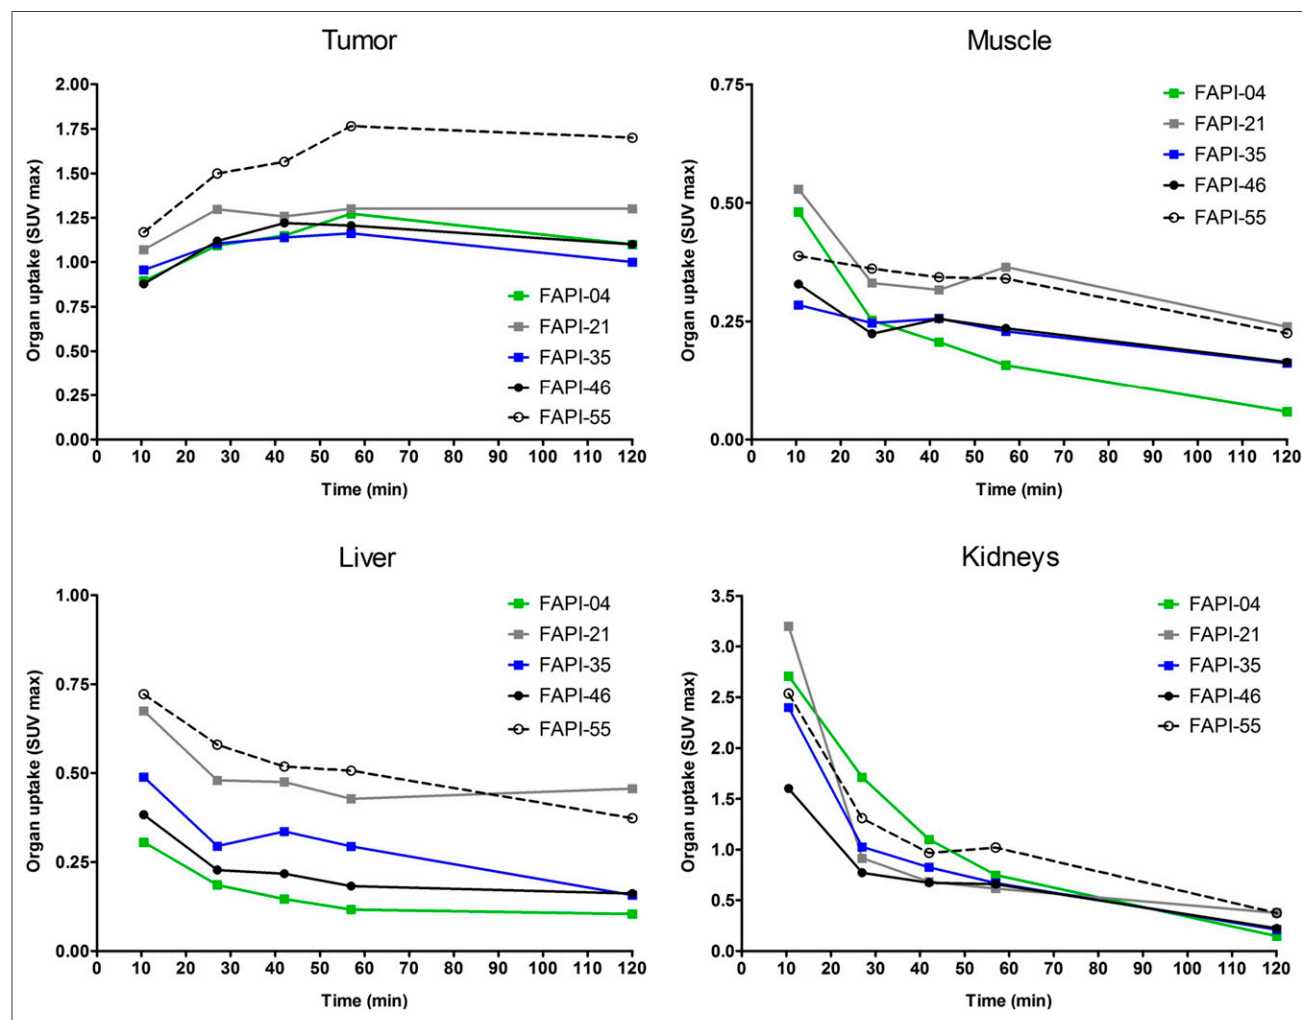 Tumor
2.00
1.75
1.50
1.25
1.00
0.75
0.50
0.25
0.00
Organ uptake (SUV max)
FAPI-04
FAPI-21
FAPI-35
FAPI-46
FAPI-55
0 10 20 30 40 50 60 70 80 90 100 110 120
Time (min)
Muscle
0.75
0.50
0.25
0.00
Organ uptake (SUV max)
FAPI-04
FAPI-21
FAPI-35
FAPI-46
FAPI-55
0 10 20 30 40 50 60 70 80 90 100 110 120
Time (min)
Liver
1.00
0.75
0.50
0.25
0.00
Organ uptake (SUV max)
FAPI-04
FAPI-21
FAPI-35
FAPI-46
FAPI-55
0 10 20 30 40 50 60 70 80 90 100 110 120
Time (min)
Kidneys
3.5
3.0
2.5
2.0
1.5
1.0
0.5
0.0
Organ uptake (SUV max)
FAPI-04
FAPI-21
FAPI-35
FAPI-46
FAPI-55
0 10 20 30 40 50 60 70 80 90 100 110 120
Time (min)